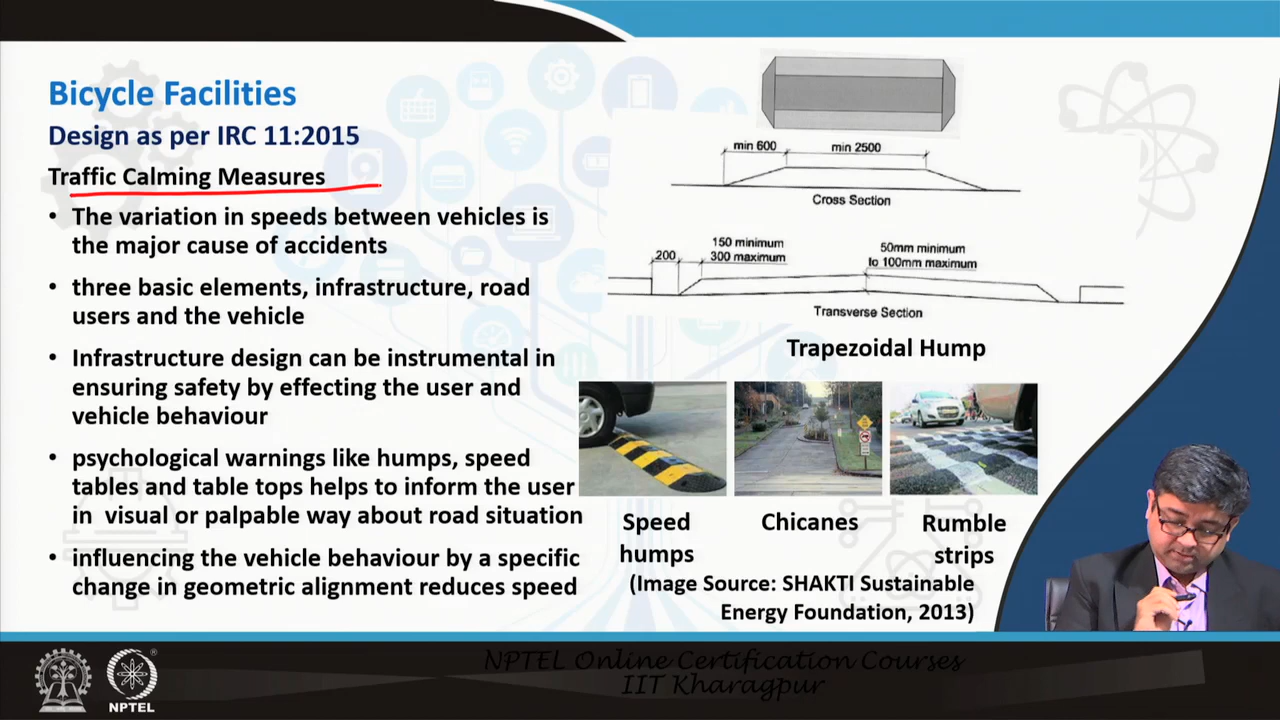 Bicycle Facilities
Design as per IRC 11:2015
Traffic Calming Measures
• The variation in speeds between vehicles is
the major cause of accidents
• three basic elements, infrastructure, road
users and the vehicle
• Infrastructure design can be instrumental in
ensuring safety by effecting the user and
vehicle behaviour
• psychological warnings like humps, speed
tables and table tops helps to inform the user
in visual or palpable way about road situation
• influencing the vehicle behaviour by a specific
change in geometric alignment reduces speed
min 600
min 2500
Cross Section
200
150 minimum
300 maximum
50mm minimum
to 100mm maximum
Transverse Section
Trapezoidal Hump
Speed
humps
Chicanes
Rumble
strips
(Image Source: SHAKTI Sustainable
Energy Foundation, 2013)
NPTEL
NPTEL Online Certification Courses
IIT Kharagpur